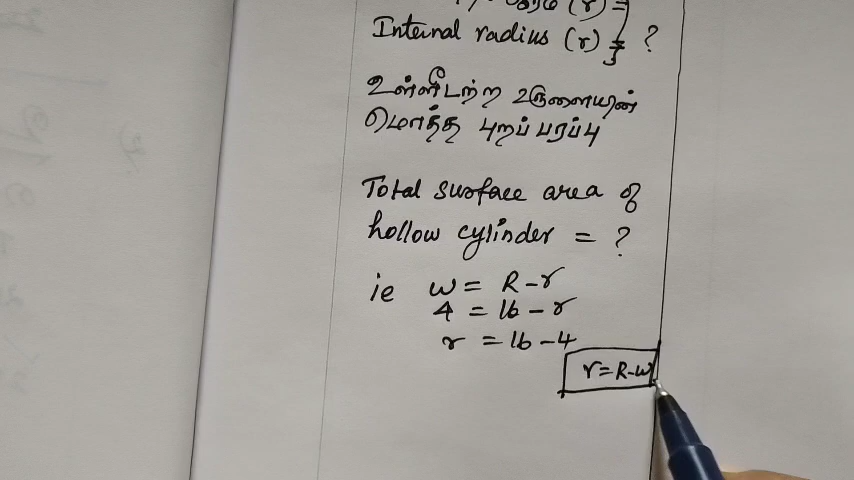 (r) =
Internal radius (r) = ?
உள்ளீடற்ற உருளையின்
மொத்த புறப்பரப்பு
Total surface area of
hollow cylinder = ?
ie w = R - r
4 = 16 - r
r = 16 - 4
r = R - w